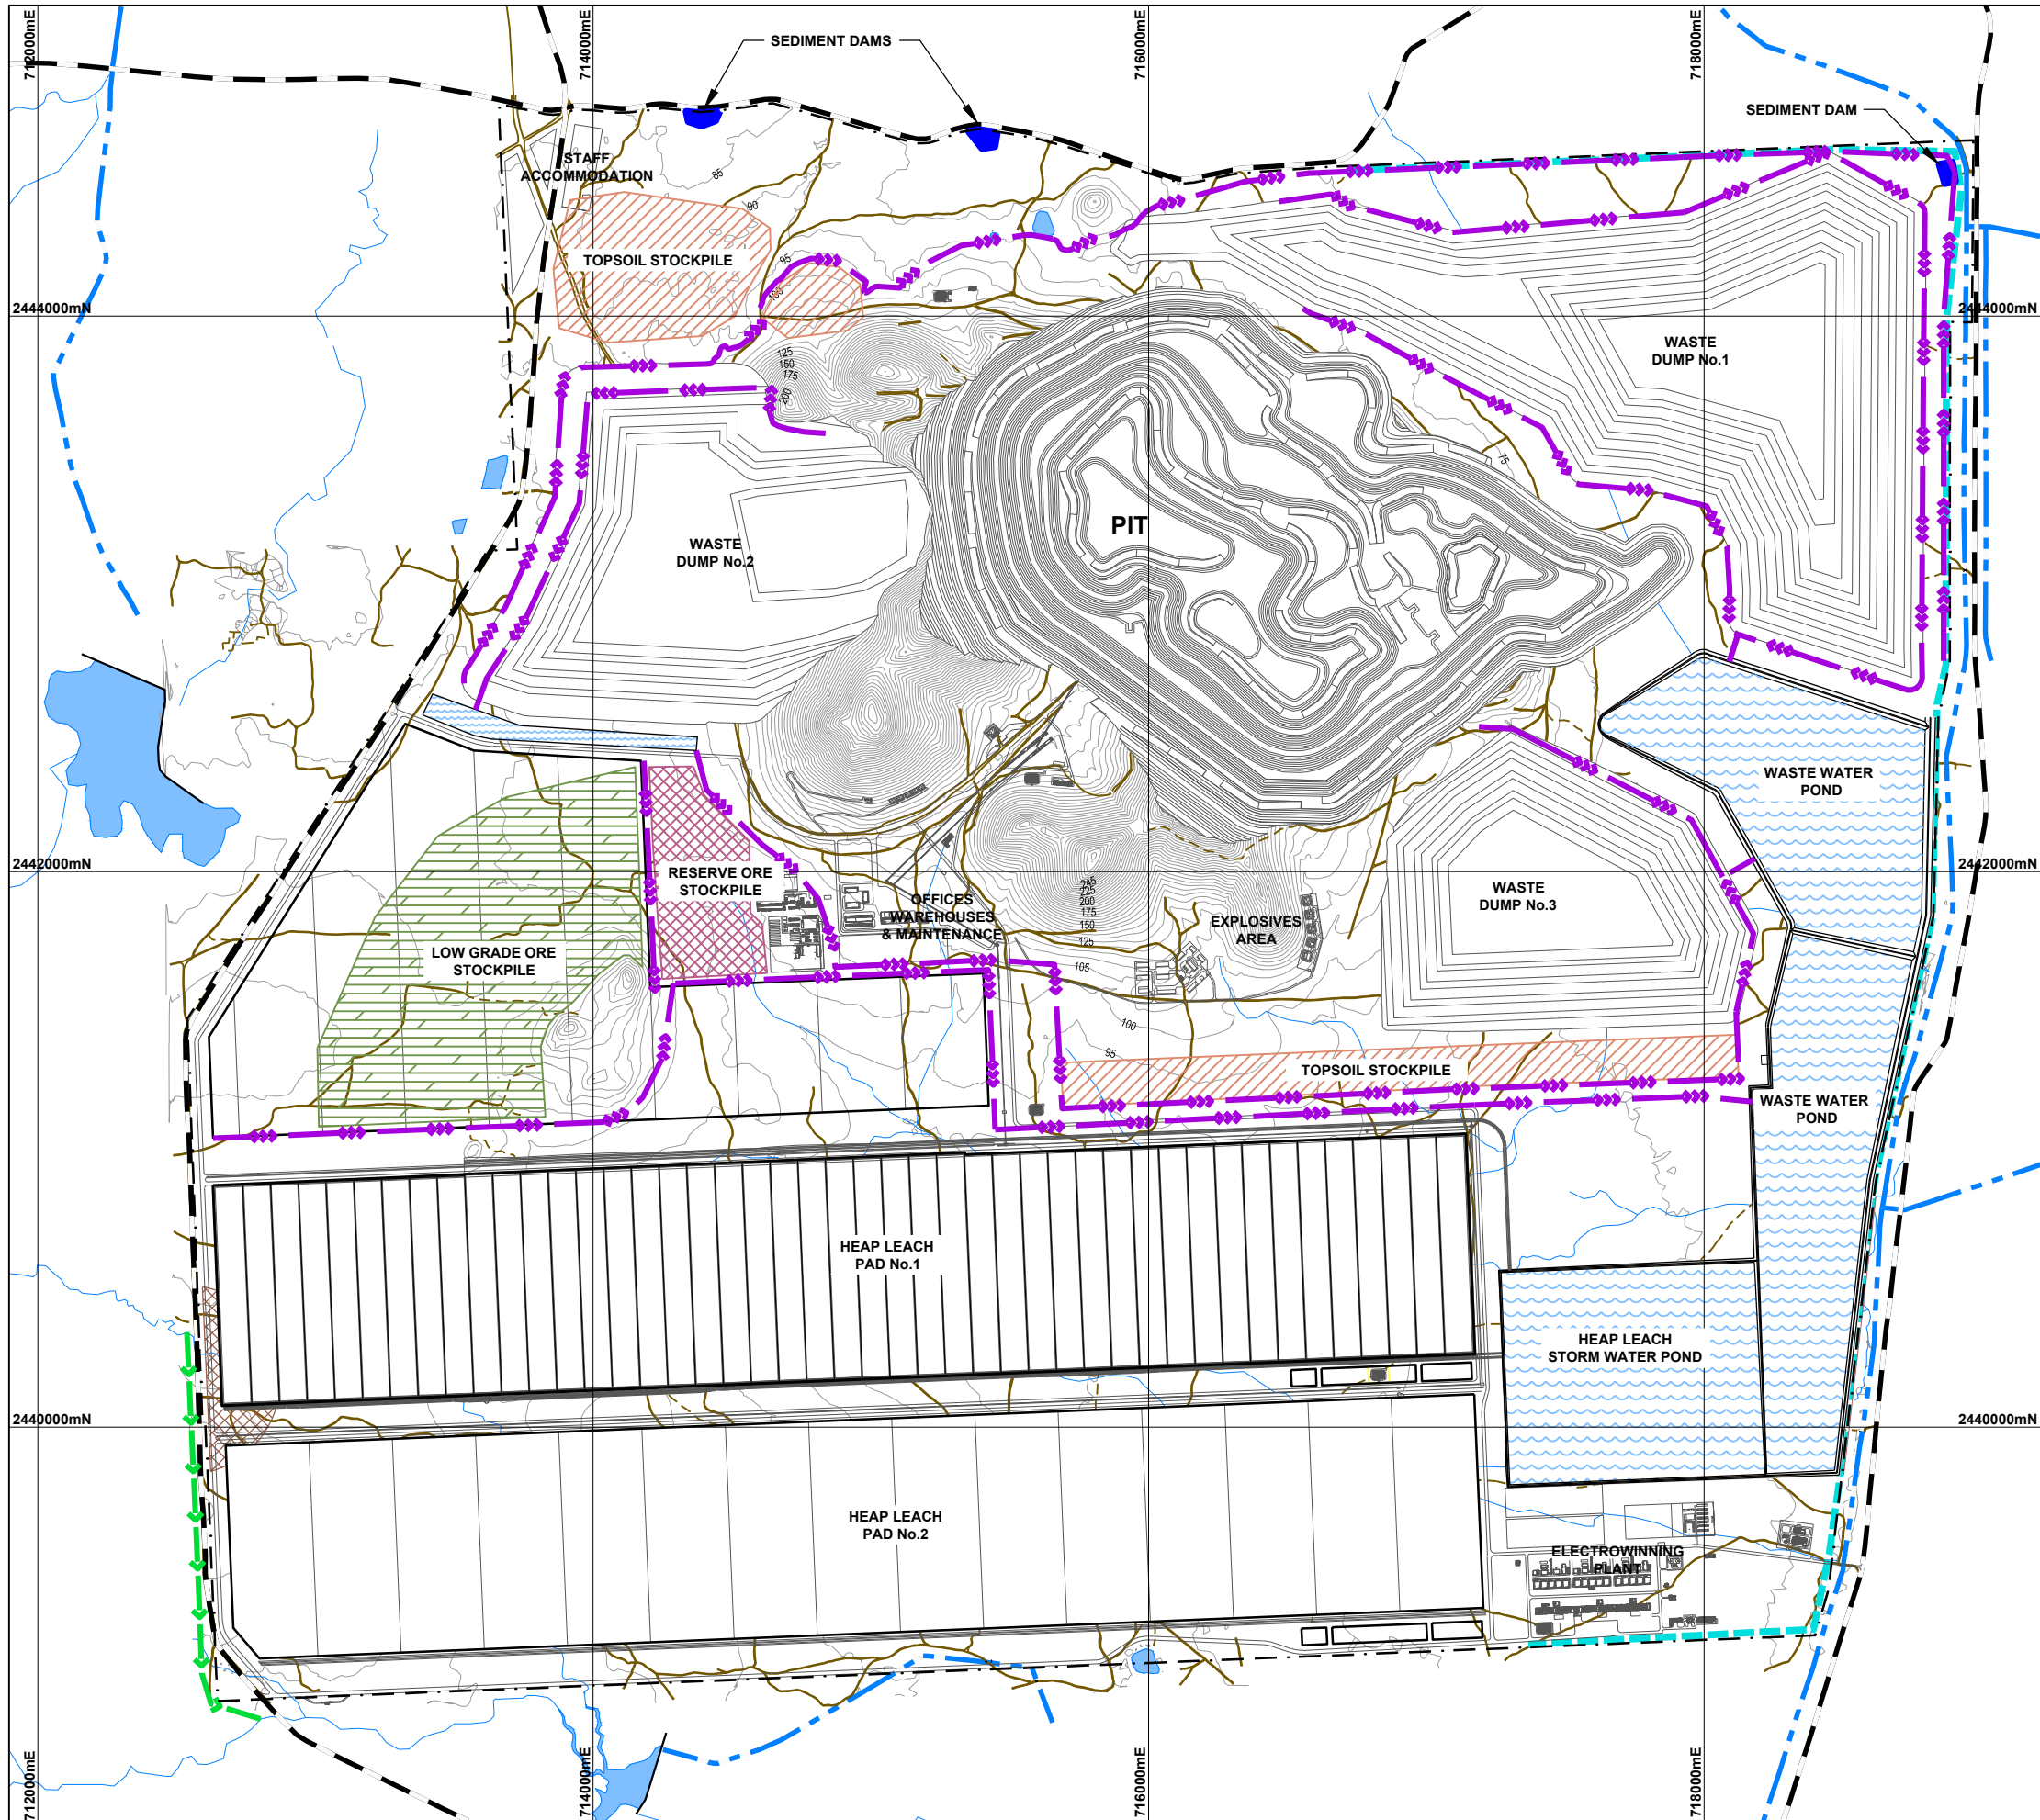 712000mE
714000mE
716000mE
718000mE
SEDIMENT DAMS
SEDIMENT DAM
STAFF
ACCOMMODATION
85
90
TOPSOIL STOCKPILE
95
100
2444000mN
2444000mN
125
150
175
200
WASTE
DUMP No.1
75
PIT
WASTE
DUMP No.2
WASTE WATER
POND
2442000mN
2442000mN
RESERVE ORE
STOCKPILE
245
225
200
175
150
125
105
WASTE
DUMP No.3
OFFICES
WAREHOUSES
& MAINTENANCE
EXPLOSIVES
AREA
LOW GRADE ORE
STOCKPILE
100
95
TOPSOIL STOCKPILE
WASTE WATER
POND
HEAP LEACH
PAD No.1
HEAP LEACH
STORM WATER POND
2440000mN
2440000mN
HEAP LEACH
PAD No.2
ELECTROWINNING
PLANT
712000mE
714000mE
716000mE
718000mE